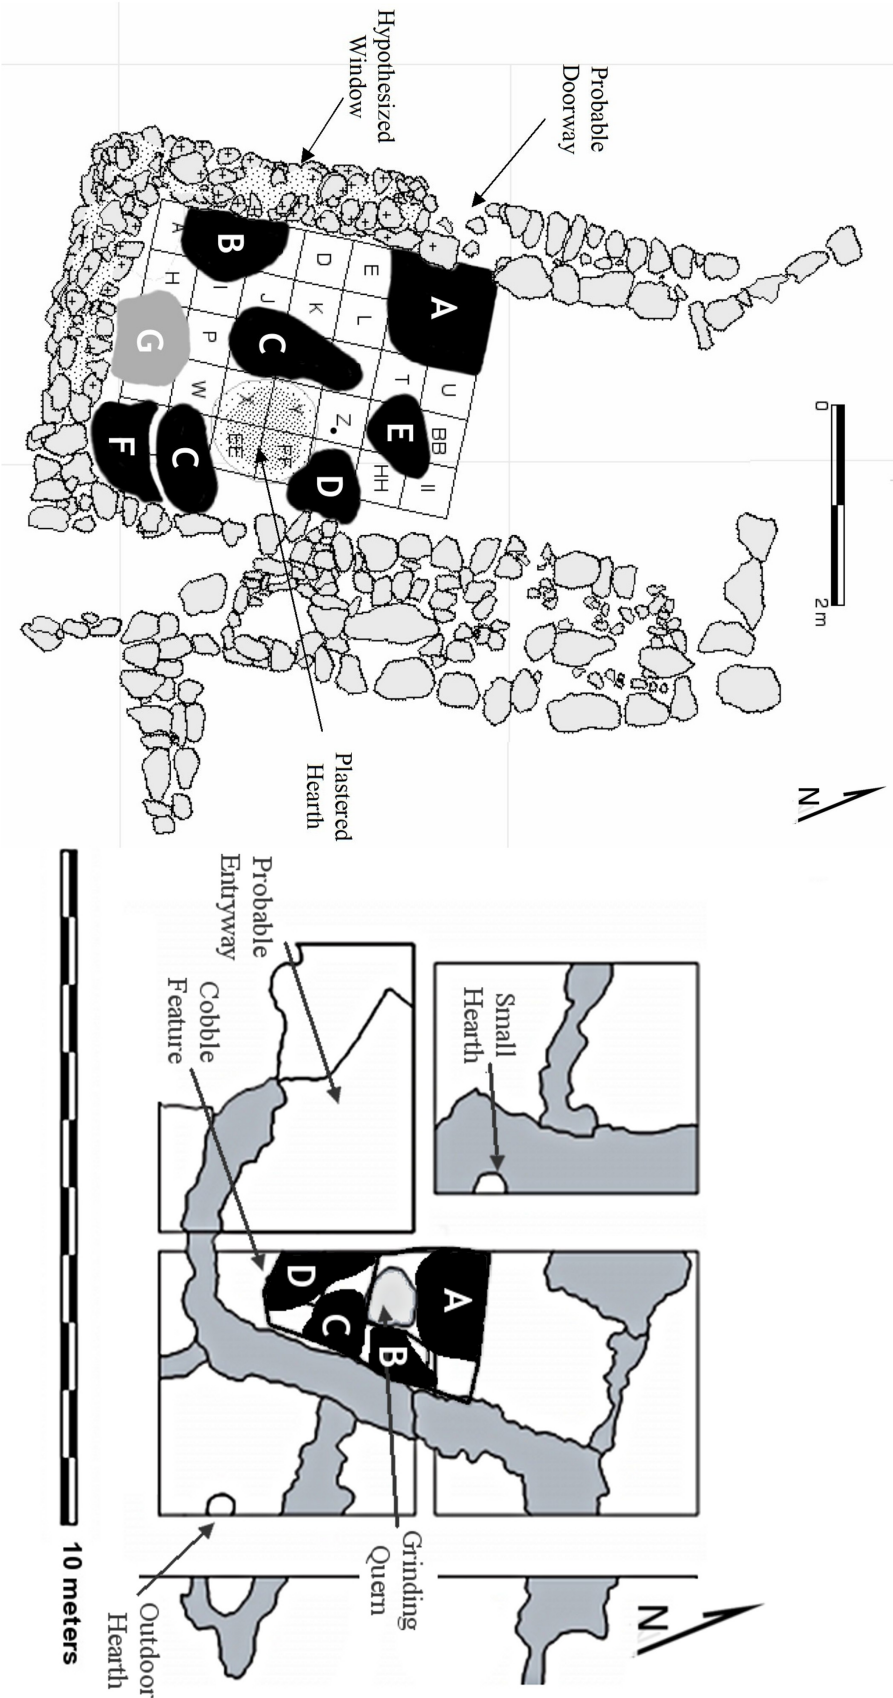 Hypothesized
Window
Probable
Doorway
0
2 m
A
B
D
E
A
H
I
J
K
L
G
P
C
T
U
W
X
Y
Z
E
BB
F
C
EE
FF
D
HH
II
Plastered
Hearth
N
Probable
Entryway
Cobble
Feature
Small
Hearth
D
C
B
A
Grinding
Quern
Outdoor
Hearth
10 meters
N